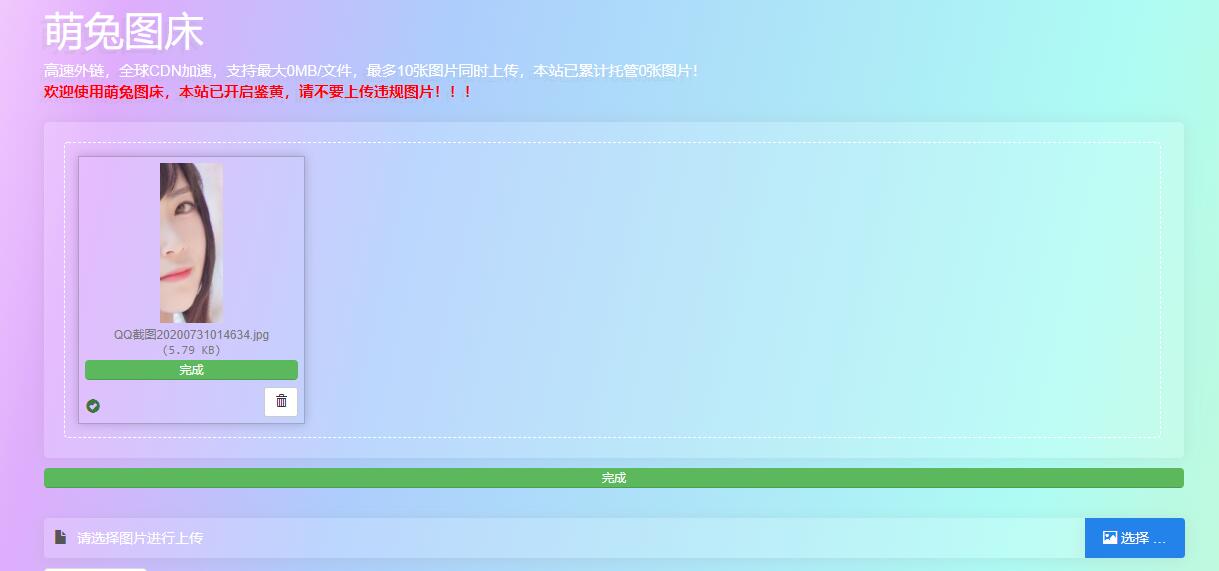 萌兔图床
高速外链，全球CDN加速，支持最大0MB/文件，最多10张图片同时上传，本站已累计托管0张图片！
欢迎使用萌兔图床，本站已开启鉴黄，请不要上传违规图片！！！
QQ截图20200731014634.jpg
(5.79 KB)
完成
完成
请选择图片进行上传
选择 ...